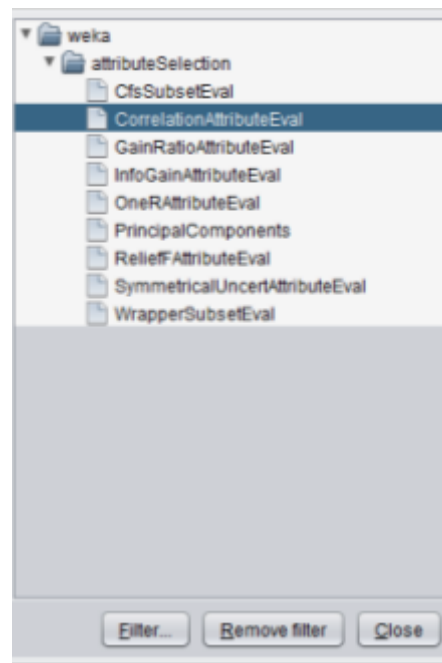 weka
attributeSelection
CfsSubsetEval
CorrelationAttributeEval
GainRatioAttributeEval
InfoGainAttributeEval
OneRAttributeEval
PrincipalComponents
ReliefFAttributeEval
SymmetricalUncertAttributeEval
WrapperSubsetEval
Filter... Remove filter Close